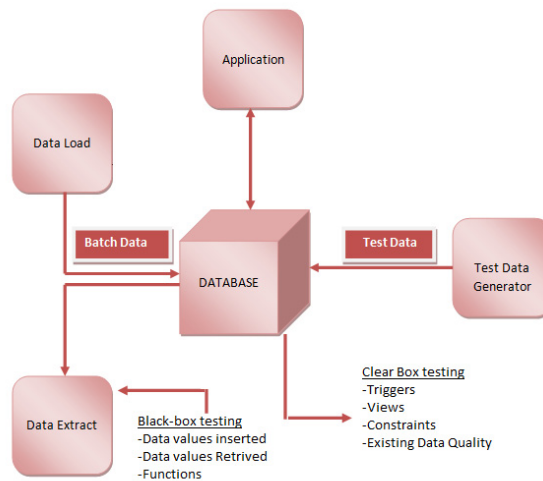 Application
Data Load
Batch Data
Test Data
DATABASE
Test Data
Generator
Data Extract
Black-box testing
-Data values inserted
-Data values Retrived
-Functions
Clear Box testing
-Triggers
-Views
-Constraints
-Existing Data Quality